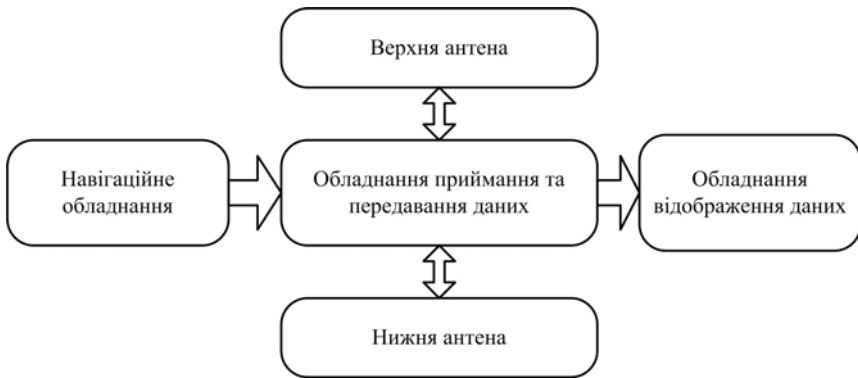 Верхня антена
Навігаційне
обладнання
Обладнання приймання та
передавання даних
Обладнання
відображення даних
Нижня антена